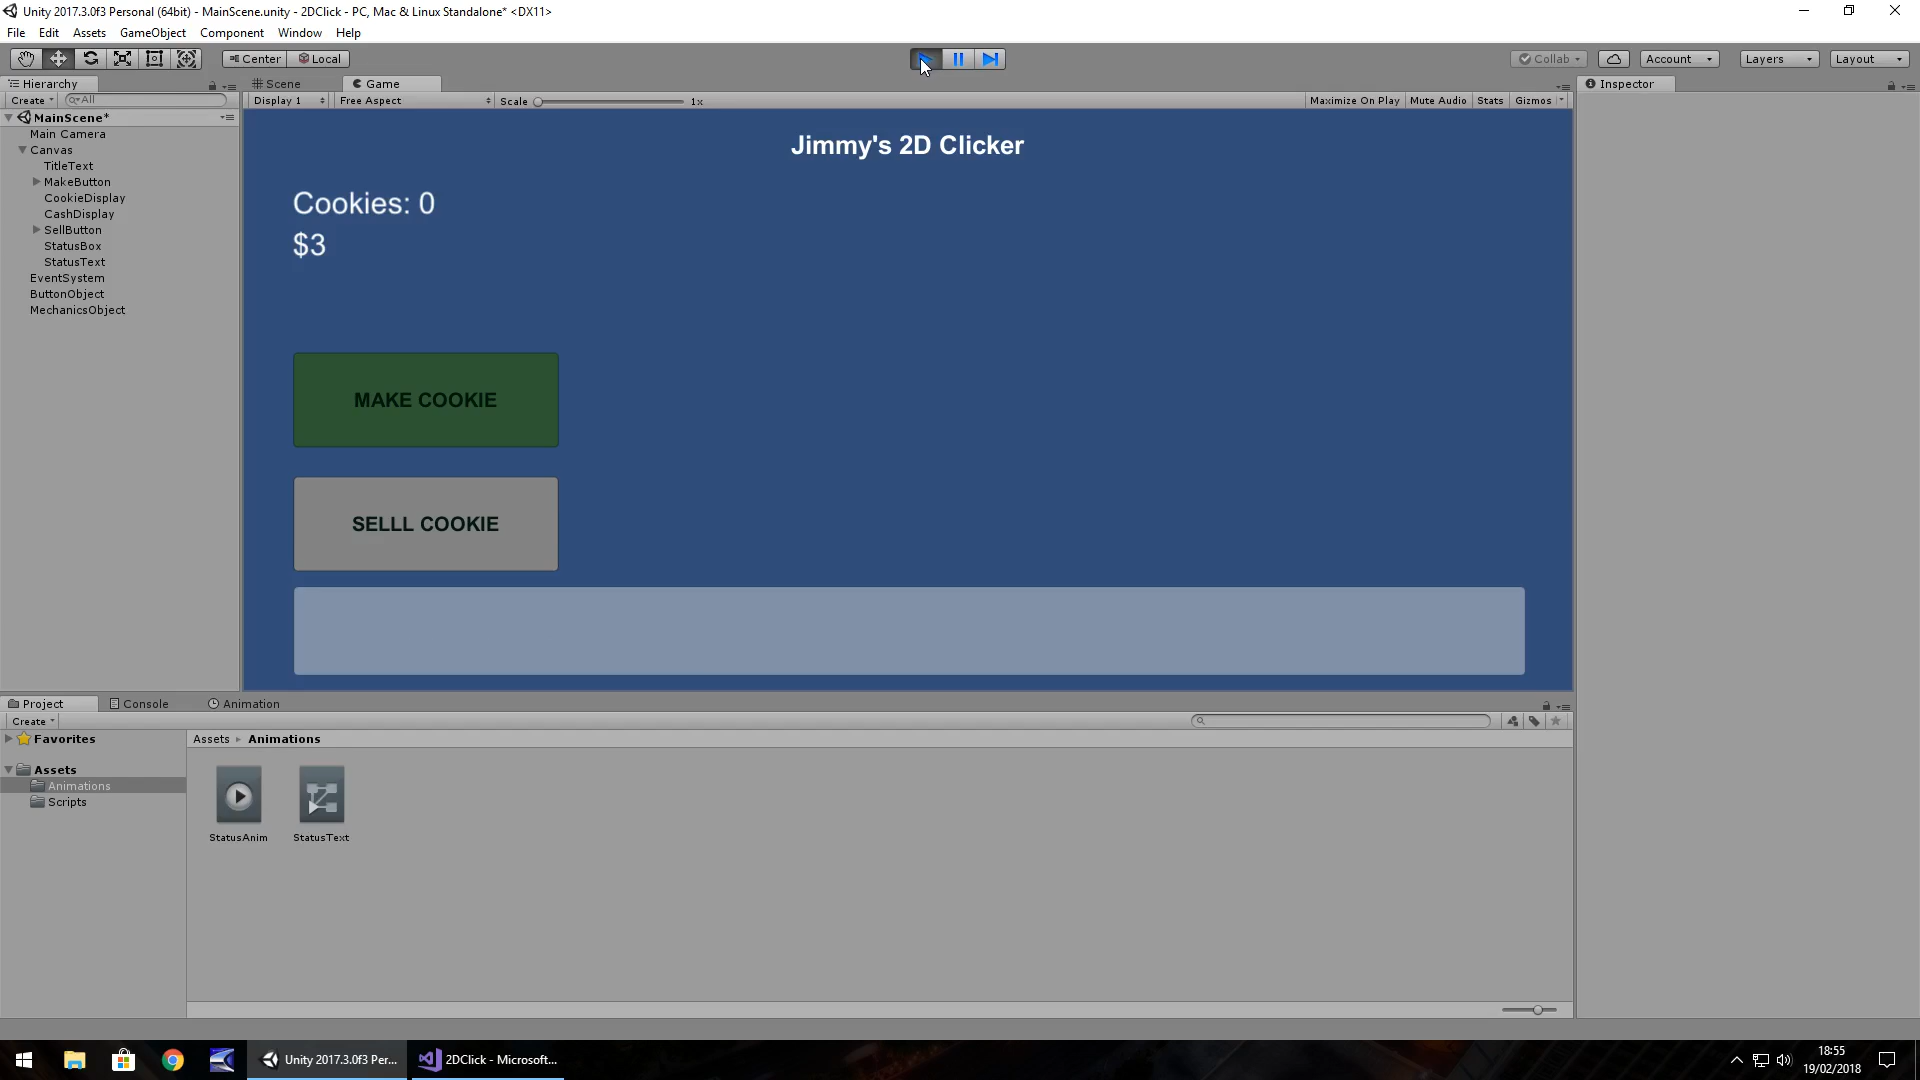 Unity 2017.3.0f3 Personal (64bit) - MainScene.unity - 2DClick - PC, Mac & Linux Standalone* <DX11>
File Edit Assets GameObject Component Window Help
Center Local Collab Account Layers Layout
Hierarchy Scene Game Inspector
Create All Display 1 Free Aspect Scale 1x Maximize On Play Mute Audio Stats Gizmos
MainScene*
Main Camera
Canvas
TitleText
MakeButton
CookieDisplay
CashDisplay
SellButton
StatusBox
StatusText
EventSystem
ButtonObject
MechanicsObject
Jimmy's 2D Clicker
Cookies: 0
$3
MAKE COOKIE
SELLL COOKIE
Project Console Animation
Create
Favorites
Assets
Animations
Scripts
Assets Animations
StatusAnim StatusText
Unity 2017.3.0f3 Per... 2DClick - Microsoft...
18:55
19/02/2018